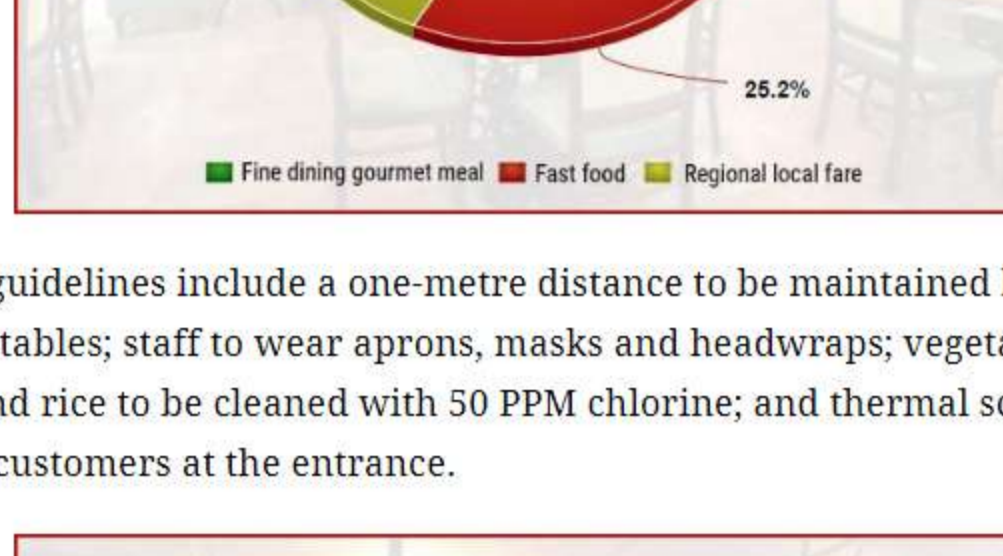 25.2%
Fine dining gourmet meal Fast food Regional local fare
guidelines include a one-metre distance to be maintained
tables; staff to wear aprons, masks and headwraps;
rice to be cleaned with 50 PPM chlorine; and thermal
customers at the entrance.